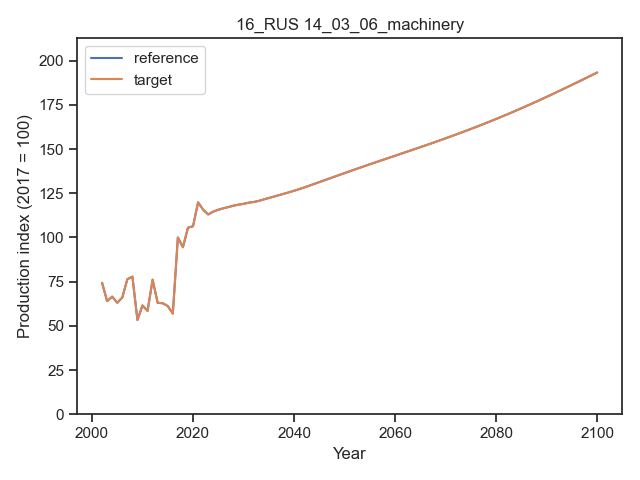 16_RUS 14_03_06_machinery
reference
target
Production index (2017 = 100)
200
175
150
125
100
75
50
25
0
2000 2020 2040 2060 2080 2100
Year